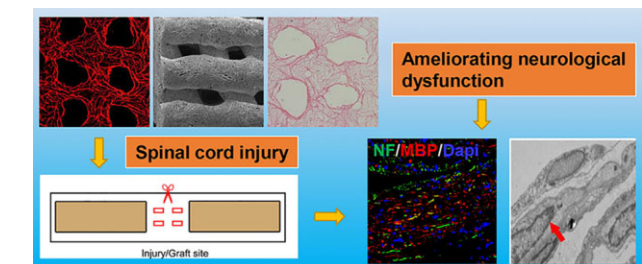 Ameliorating neurological
dysfunction
Spinal cord injury
NF/MBP/Dapi
Injury/Graft site